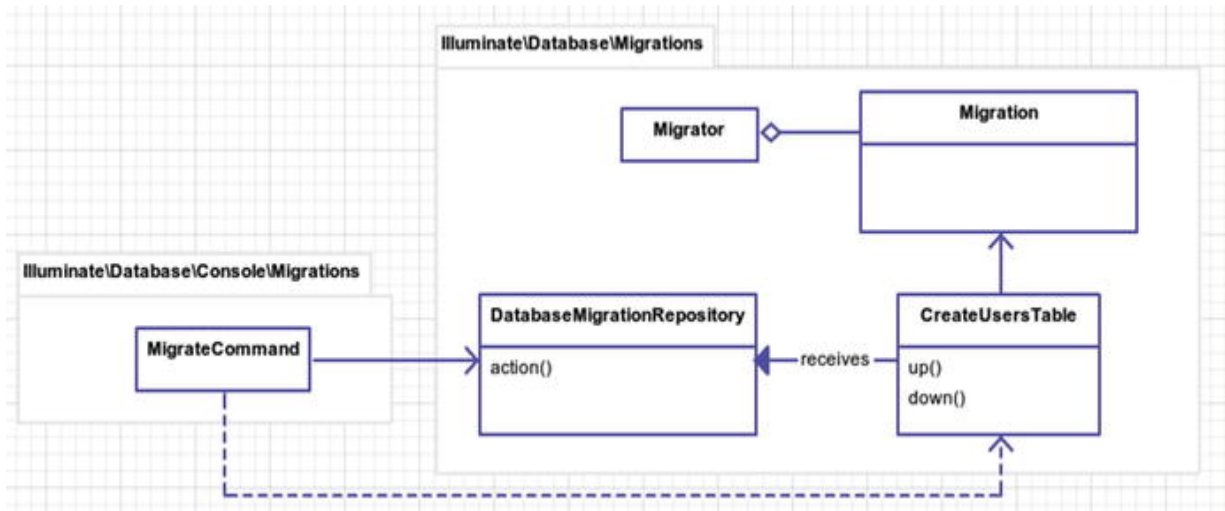 Illuminate\Database\Migrations
Migrator
Migration
Illuminate\Database\Console\Migrations
MigrateCommand
DatabaseMigrationRepository
action()
receives
CreateUsersTable
up()
down()